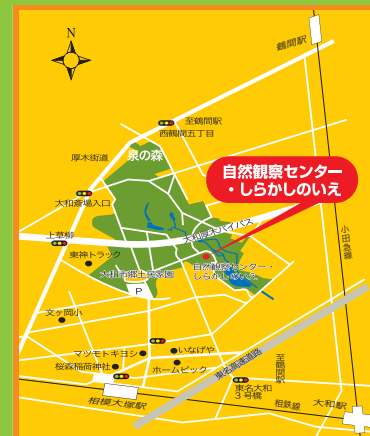 N
鶴間駅
至鶴間駅
西鶴間五丁目
厚木街道
泉の森
自然観察センター
・しらかしのいえ
大和斎場入口
上草柳
大和厚木バイパス
小田急線
東神トラック
大和市郷土民家園
自然観察センター・
しらかしのいえ
P
文ヶ岡小
マツモトキヨシ
いなげや
桜森稲荷神社
ホームピック
東名高速道路
至鶴間駅
東名大和
3号橋
相模大塚駅
相鉄線
大和駅